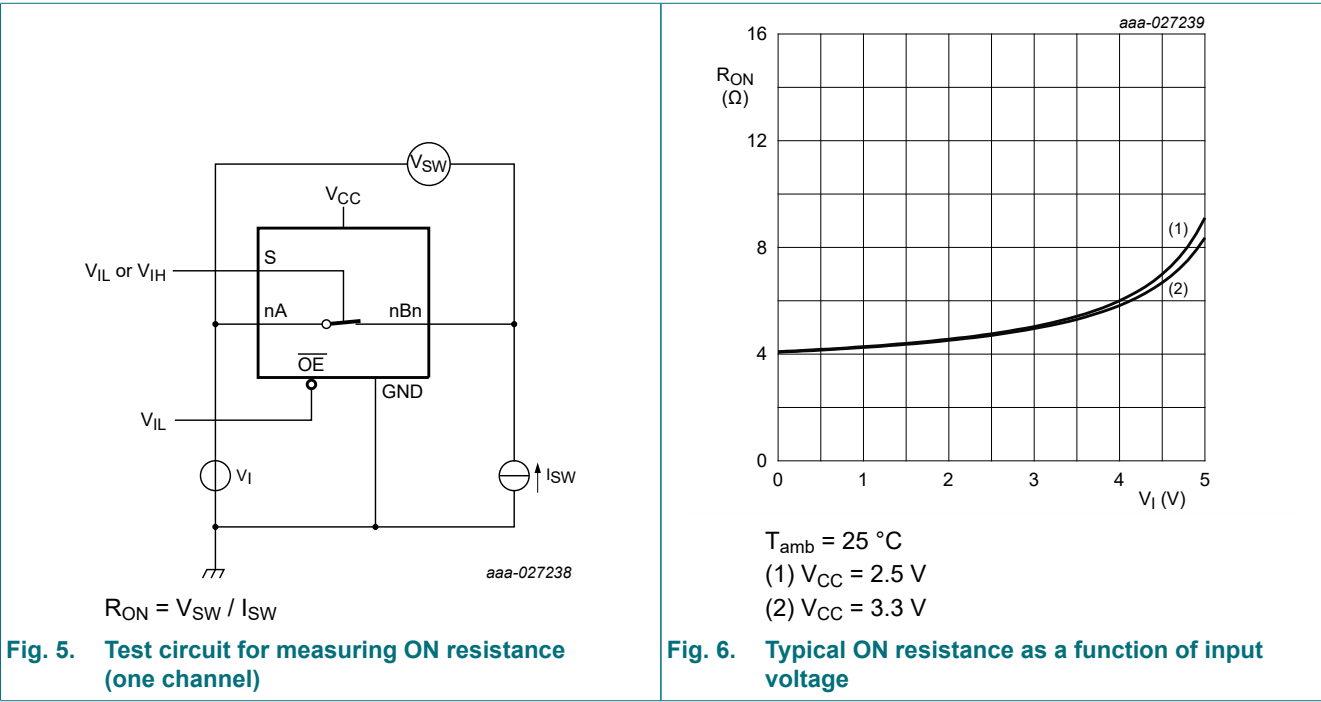 V_SW
V_CC
S
V_IL or V_IH
nA
nBn
OE
GND
V_IL
V_I
I_SW
aaa-027238
R_ON = V_SW / I_SW
Fig. 5. Test circuit for measuring ON resistance
(one channel)
aaa-027239
16
R_ON
(Ω)
12
8
4
0
(1)
(2)
0 1 2 3 4 5
V_I (V)
T_amb = 25 °C
(1) V_CC = 2.5 V
(2) V_CC = 3.3 V
Fig. 6. Typical ON resistance as a function of input
voltage